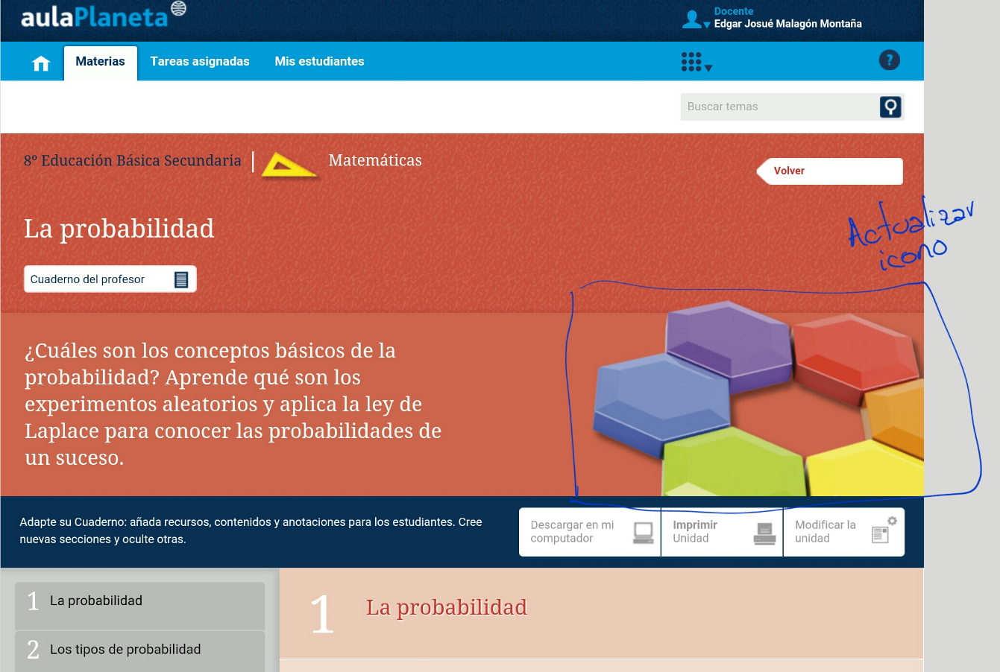 aulaPlaneta
Docente
Edgar Josué Malagón Montaña
Materias
Tareas asignadas
Mis estudiantes
?
Buscar temas
8º Educación Básica Secundaria
Matemáticas
Volver
Actualizar
icono
La probabilidad
Cuaderno del profesor
¿Cuáles son los conceptos básicos de la
probabilidad? Aprende qué son los
experimentos aleatorios y aplica la ley de
Laplace para conocer las probabilidades de
un suceso.
Adapte su Cuaderno: añada recursos, contenidos y anotaciones para los estudiantes. Cree
nuevas secciones y oculte otras.
Descargar en mi
computador
Imprimir
Unidad
Modificar la
unidad
1 La probabilidad
2 Los tipos de probabilidad
1 La probabilidad